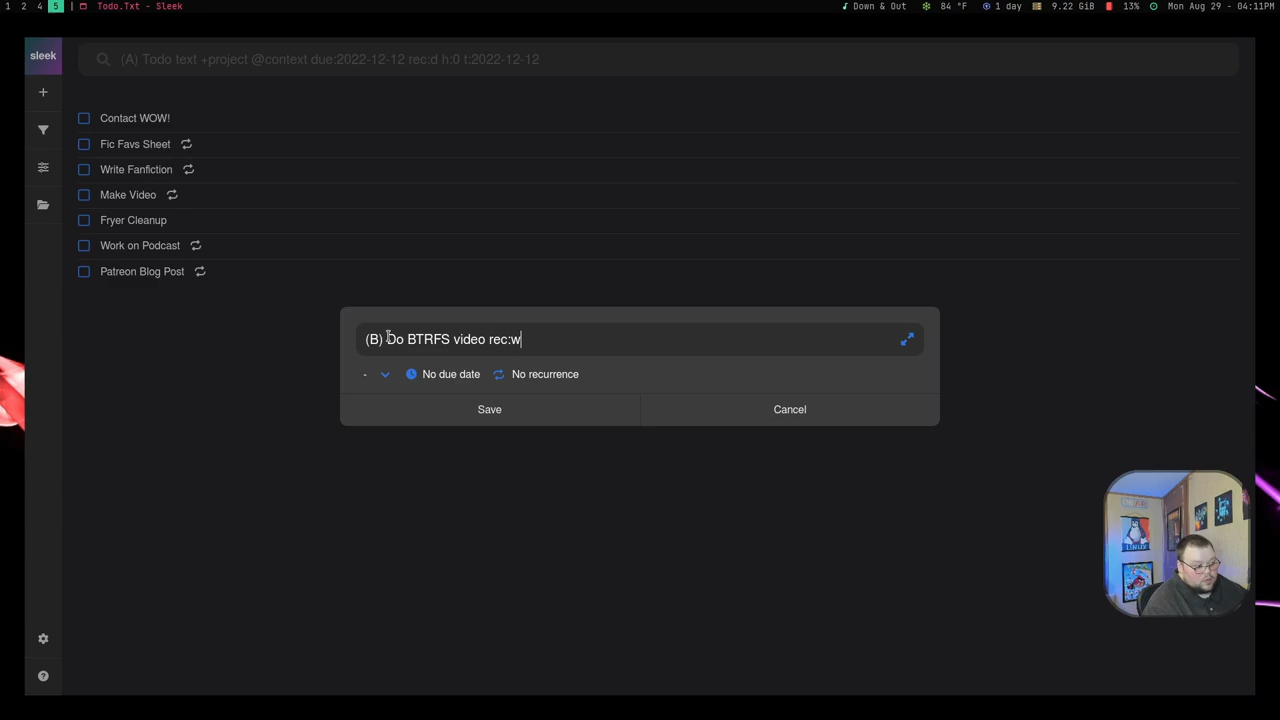 1 2 4 5 | Todo.Txt - Sleek
Down & Out 84 °F 1 day 9.22 GiB 13% Mon Aug 29 - 04:11PM
sleek
(A) Todo text +project @context due:2022-12-12 rec:d h:0 t:2022-12-12
Contact WOW!
Fic Favs Sheet
Write Fanfiction
Make Video
Fryer Cleanup
Work on Podcast
Patreon Blog Post
(B) Do BTRFS video rec:w
- No due date No recurrence
Save Cancel
LINUX